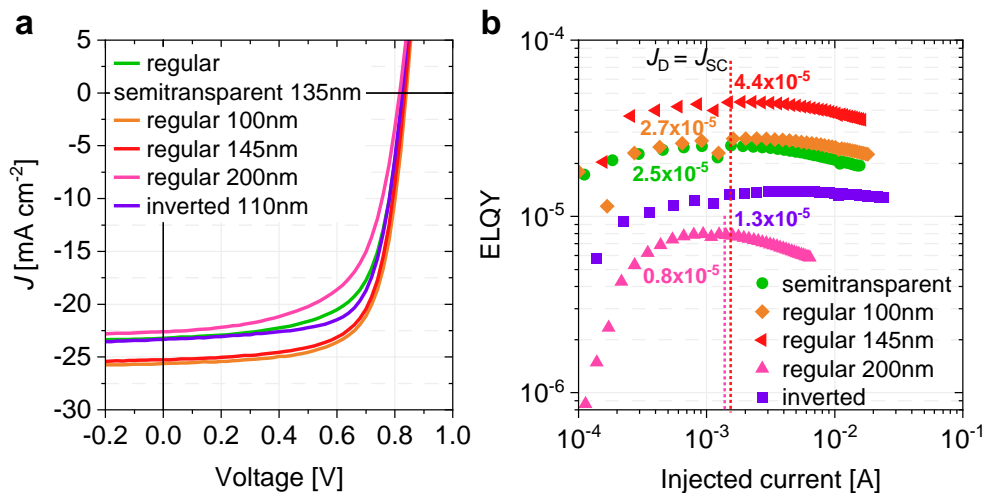 a
5
0
-5
-10
-15
-20
-25
-30
J [mA cm-2]
-0.2
0.0
0.2
0.4
0.6
0.8
1.0
Voltage [V]
regular
semitransparent 135nm
regular 100nm
regular 145nm
regular 200nm
inverted 110nm
b
10-4
10-5
10-6
ELQY
10-4
10-3
10-2
10-1
Injected current [A]
JD = JSC
4.4x10-5
2.7x10-5
2.5x10-5
1.3x10-5
0.8x10-5
semitransparent
regular 100nm
regular 145nm
regular 200nm
inverted